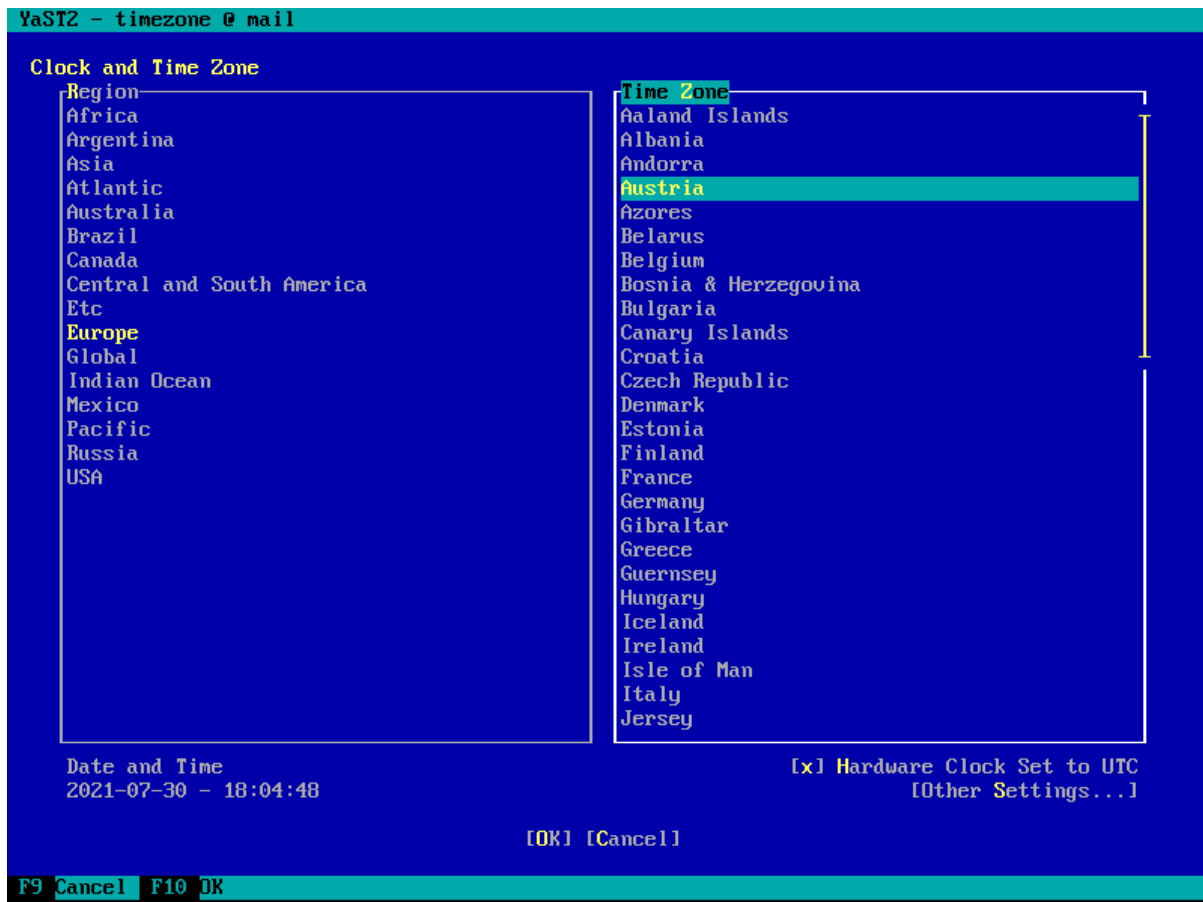 YaST2 - timezone @ mail
Clock and Time Zone
Region
Africa
Argentina
Asia
Atlantic
Australia
Brazil
Canada
Central and South America
Etc
Europe
Global
Indian Ocean
Mexico
Pacific
Russia
USA
Time Zone
Aaland Islands
Albania
Andorra
Austria
Azores
Belarus
Belgium
Bosnia & Herzegovina
Bulgaria
Canary Islands
Croatia
Czech Republic
Denmark
Estonia
Finland
France
Germany
Gibraltar
Greece
Guernsey
Hungary
Iceland
Ireland
Isle of Man
Italy
Jersey
Date and Time
2021-07-30 - 18:04:48
[x] Hardware Clock Set to UTC
[Other Settings...]
[OK] [Cancel]
F9 Cancel F10 OK